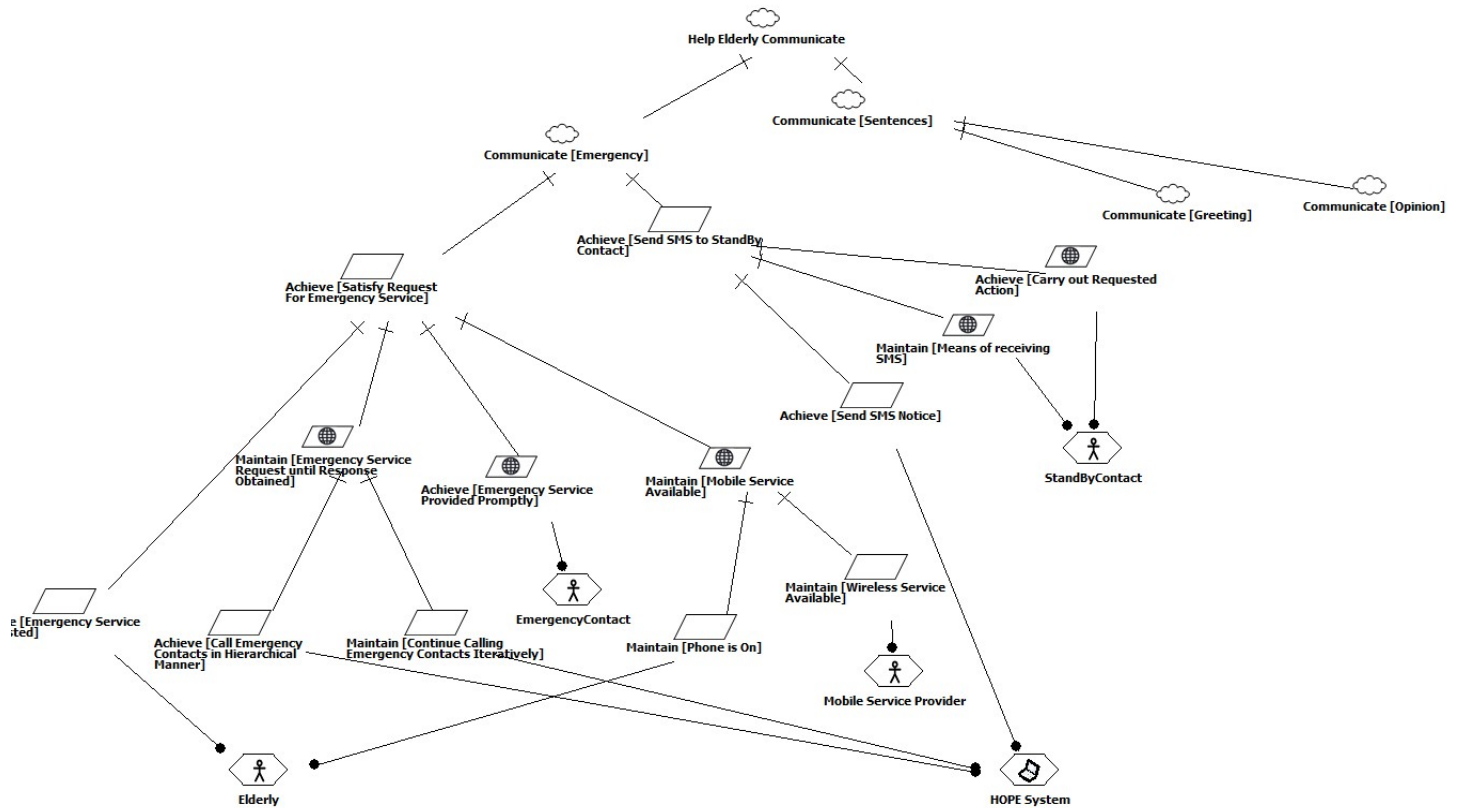 Help Elderly Communicate
Communicate [Sentences]
Communicate [Emergency]
Communicate [Greeting]
Communicate [Opinion]
Achieve [Send SMS to StandBy
Contact]
Achieve [Satisfy Request
For Emergency Service]
Achieve [Carry out Requested
Action]
Maintain [Means of receiving
SMS]
Achieve [Send SMS Notice]
StandByContact
Maintain [Emergency Service
Request until Response
Obtained]
Achieve [Emergency Service
Provided Promptly]
Maintain [Mobile Service
Available]
Maintain [Wireless Service
Available]
e [Emergency Service
sted]
EmergencyContact
Achieve [Call Emergency
Contacts in Hierarchical
Manner]
Maintain [Continue Calling
Emergency Contacts Iteratively]
Maintain [Phone is On]
Mobile Service Provider
Elderly
HOPE System